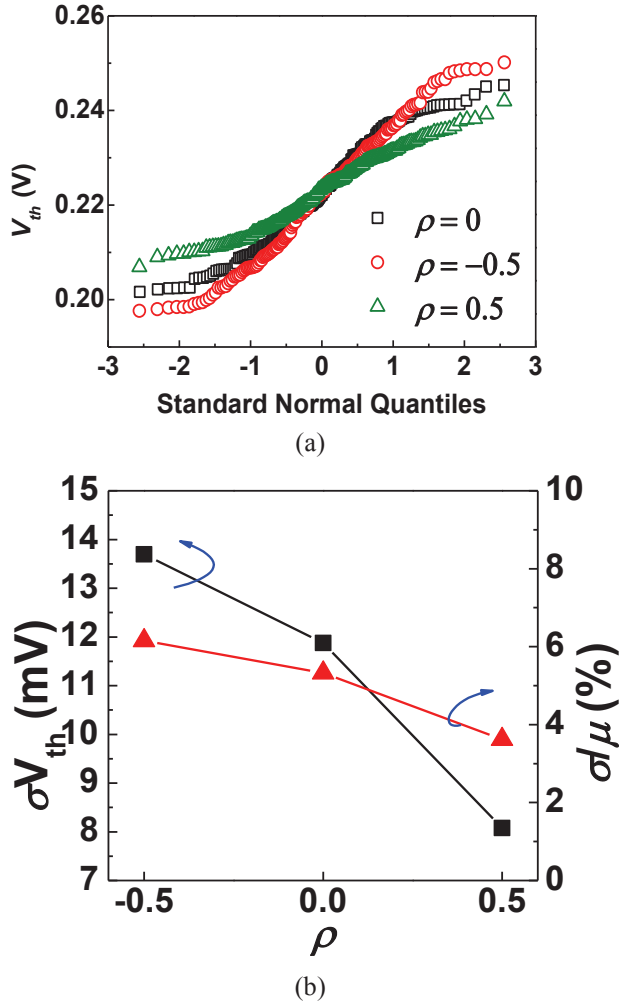 0.26
0.24
0.22
0.20
V_th (V)
ρ = 0
ρ = −0.5
ρ = 0.5
-3 -2 -1 0 1 2 3
Standard Normal Quantiles
(a)
15 10
14
13 8
12 6
11
10 4
9 2
8
7 0
σV_th (mV)
σ/μ (%)
-0.5 0.0 0.5
ρ
(b)